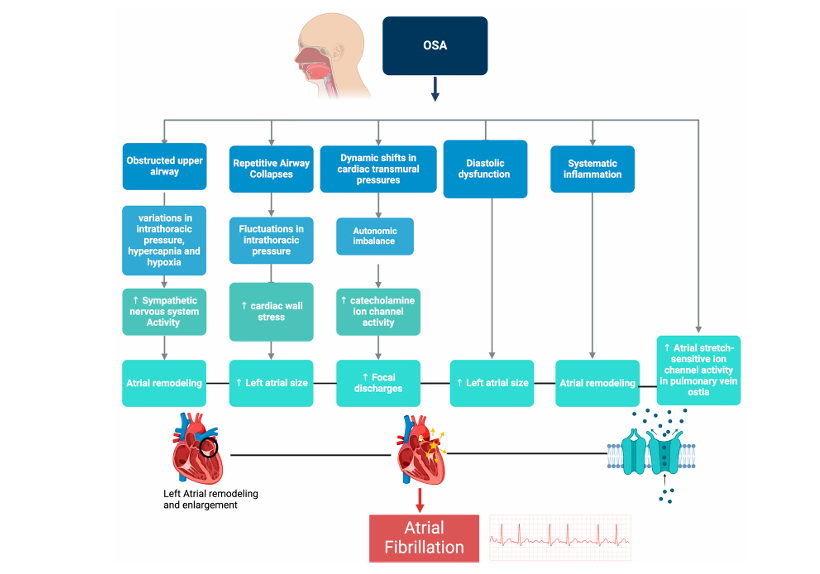 OSA
Obstructed upper
airway
Repetitive Airway
Collapses
Dynamic shifts in
cardiac transmural
pressures
Diastolic
dysfunction
Systematic
inflammation
variations in
intrathoracic
pressure,
hypercapnia and
hypoxia
Fluctuations in
intrathoracic
pressure
Autonomic
imbalance
↑ Sympathetic
nervous system
Activity
↑ cardiac wall
stress
↑ catecholamine
ion channel
activity
Atrial remodeling
↑ Left atrial size
↑ Focal
discharges
↑ Left atrial size
Atrial remodeling
↑ Atrial stretch-
sensitive Ion
channel activity
in pulmonary vein
ostia
Left Atrial remodeling
and enlargement
Atrial
Fibrillation